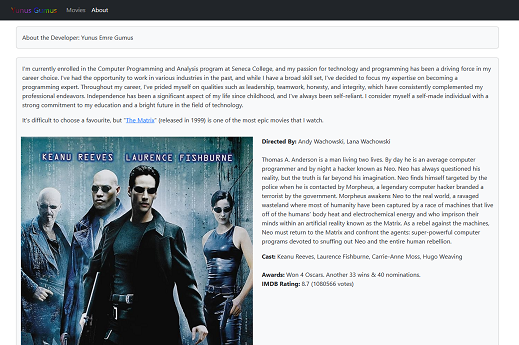 Yunus Gumus Movies About
About the Developer: Yunus Emre Gumus
I'm currently enrolled in the Computer Programming and Analysis program at Seneca College, and my passion for technology and programming has been a driving force in my
career choice. I've had the opportunity to work in various industries in the past, and while I have a broad skill set, I've decided to focus my expertise on becoming a
programming expert. Throughout my career, I've prided myself on qualities such as leadership, teamwork, honesty, and integrity, which have consistently complemented my
professional endeavors. Independence has been a significant aspect of my life since childhood, and I've always been self-reliant. I consider myself a self-made individual with a
strong commitment to my education and a bright future in the field of technology.
It's difficult to choose a favourite, but "The Matrix" (released in 1999) is one of the most epic movies that I watch.
KEANU REEVES LAURENCE FISHBURNE
Directed By: Andy Wachowski, Lana Wachowski
Thomas A. Anderson is a man living two lives. By day he is an average computer
programmer and by night a hacker known as Neo. Neo has always questioned his
reality, but the truth is far beyond his imagination. Neo finds himself targeted by the
police when he is contacted by Morpheus, a legendary computer hacker branded a
terrorist by the government. Morpheus awakens Neo to the real world, a ravaged
wasteland where most of humanity have been captured by a race of machines that live
off of the humans' body heat and electrochemical energy and who imprison their
minds within an artificial reality known as the Matrix. As a rebel against the machines,
Neo must return to the Matrix and confront the agents: super-powerful computer
programs devoted to snuffing out Neo and the entire human rebellion.
Cast: Keanu Reeves, Laurence Fishburne, Carrie-Anne Moss, Hugo Weaving
Awards: Won 4 Oscars. Another 33 wins & 40 nominations.
IMDB Rating: 8.7 (1080566 votes)